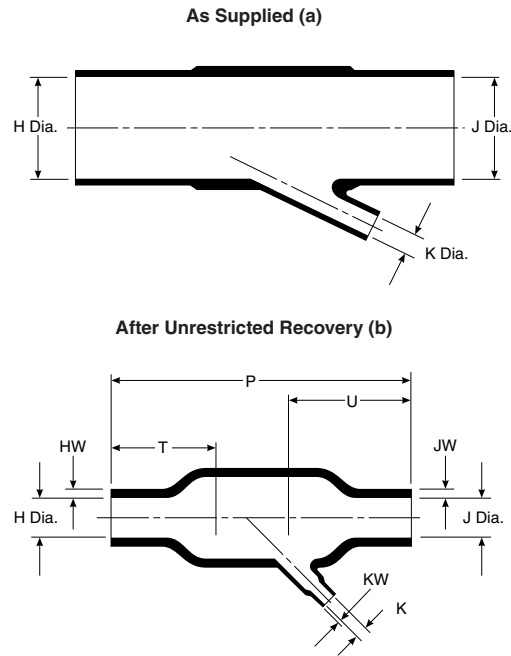 As Supplied (a)
H Dia.
J Dia.
K Dia.
After Unrestricted Recovery (b)
P
U
HW
T
JW
H Dia.
J Dia.
KW
K